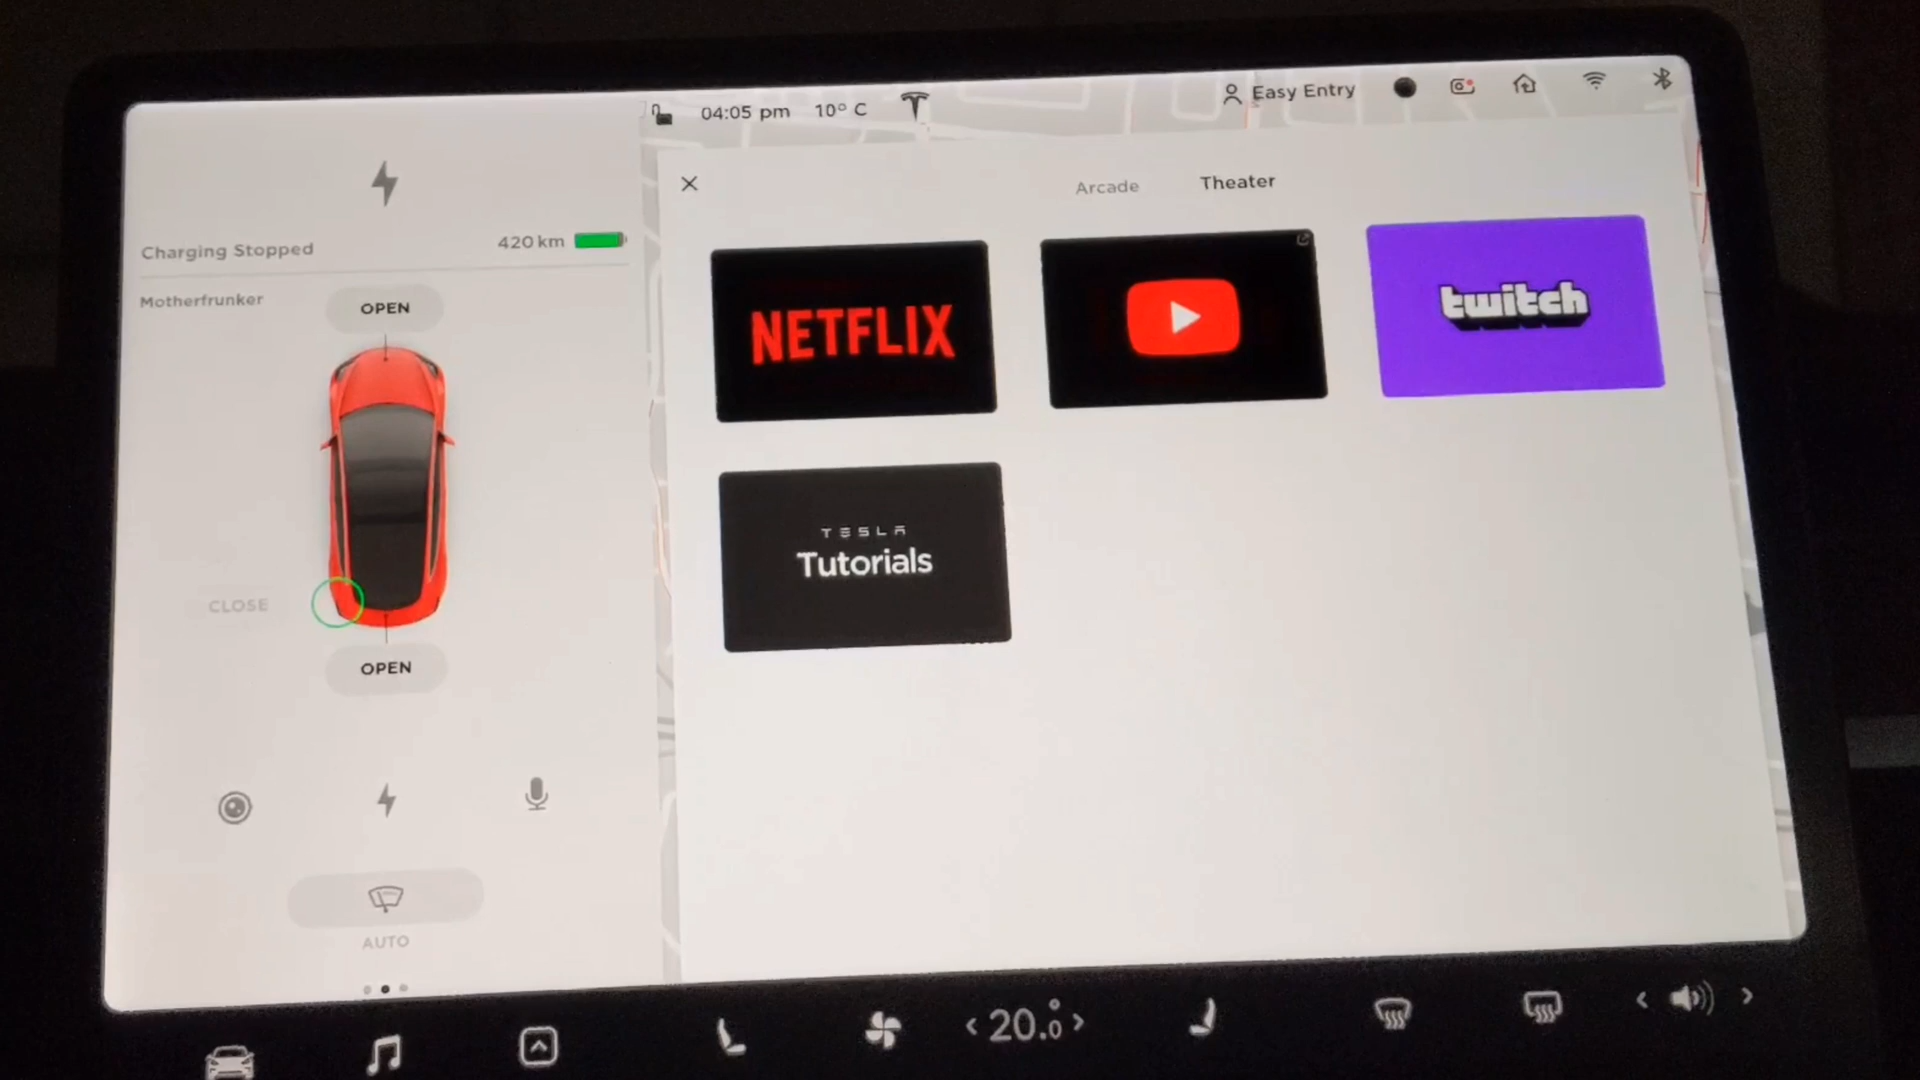 04:05 pm 10° C
Easy Entry
Charging Stopped
420 km
Motherfrunker
OPEN
CLOSE
OPEN
AUTO
Arcade
Theater
NETFLIX
twitch
TESLA
Tutorials
20.0°